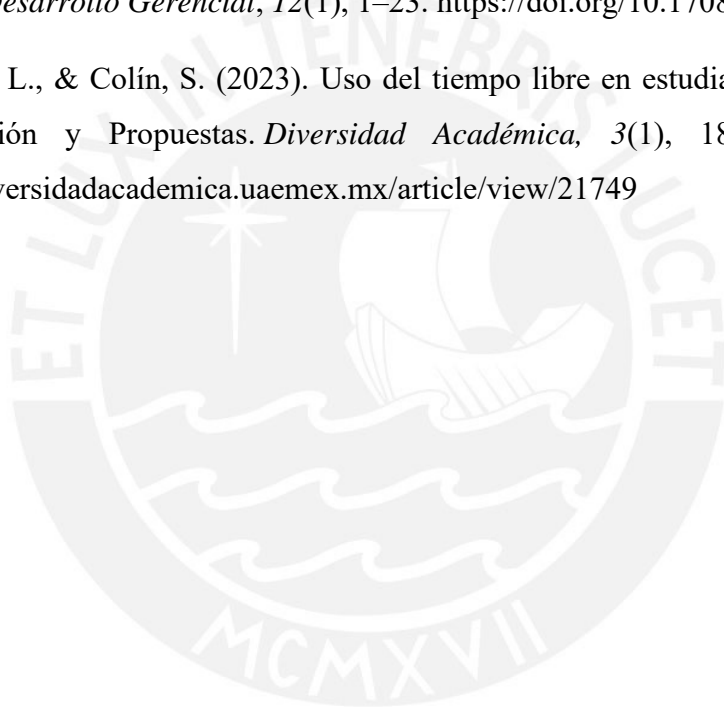 esarrollo Gerencial, 12(1), 1–23. https://doi.org/10.1708
L., & Colín, S. (2023). Uso del tiempo libre en estudia
ión y Propuestas. Diversidad Académica, 3(1), 18
versidadacademica.uaemex.mx/article/view/21749
ET LUX IN TENEBRIS LUCET
MCMXVII